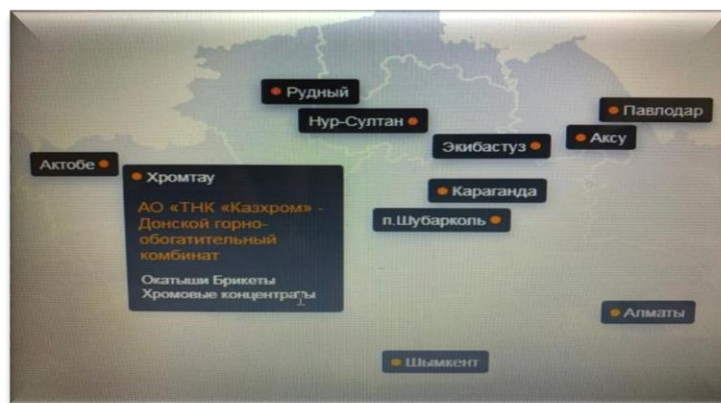 Рудный
Павлодар
Нур-Султан
Аксу
Экибастуз
Актобе
Хромтау
АО «ТНК «Казхром» -
Донской горно-
обогатительный
комбинат
Окатыши Брикеты
Хромовые концентраты
Караганда
п.Шубарколь
Алматы
Шымкент